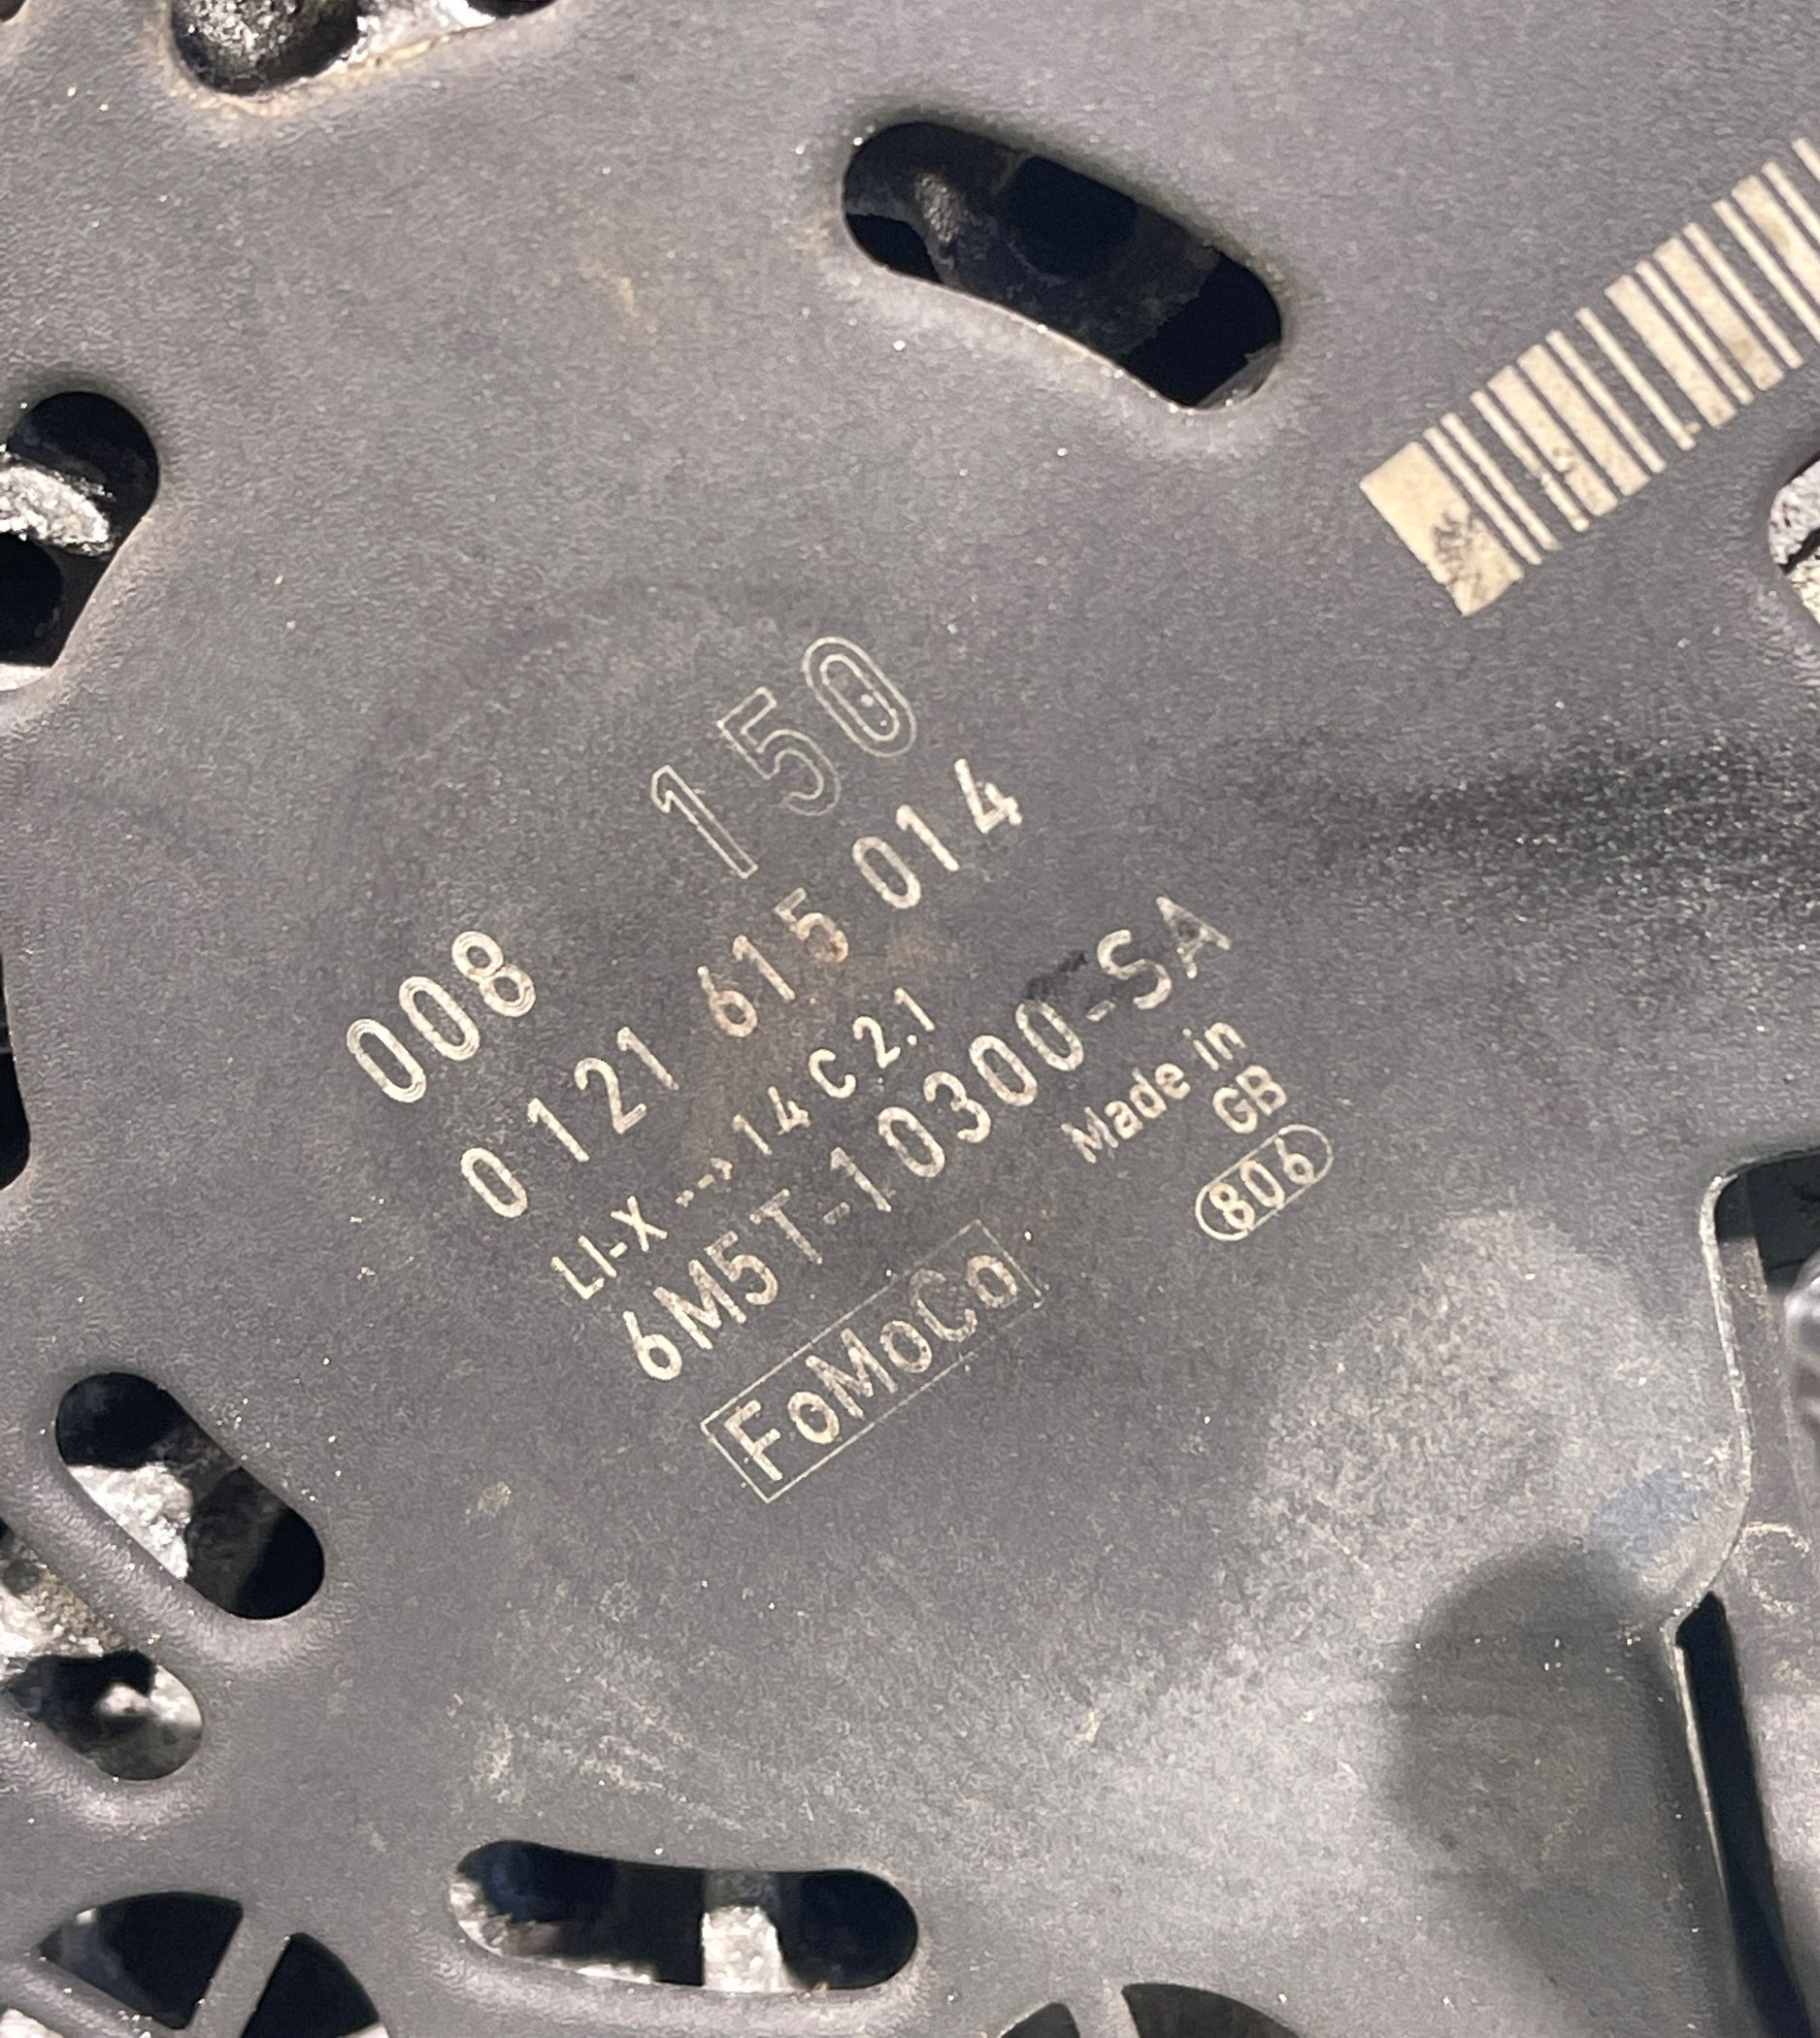 150
008
0 121 615 014
LI-X --› 14 C 2.1
6M5T-10300-SA
Made in
GB
806
FoMoCo